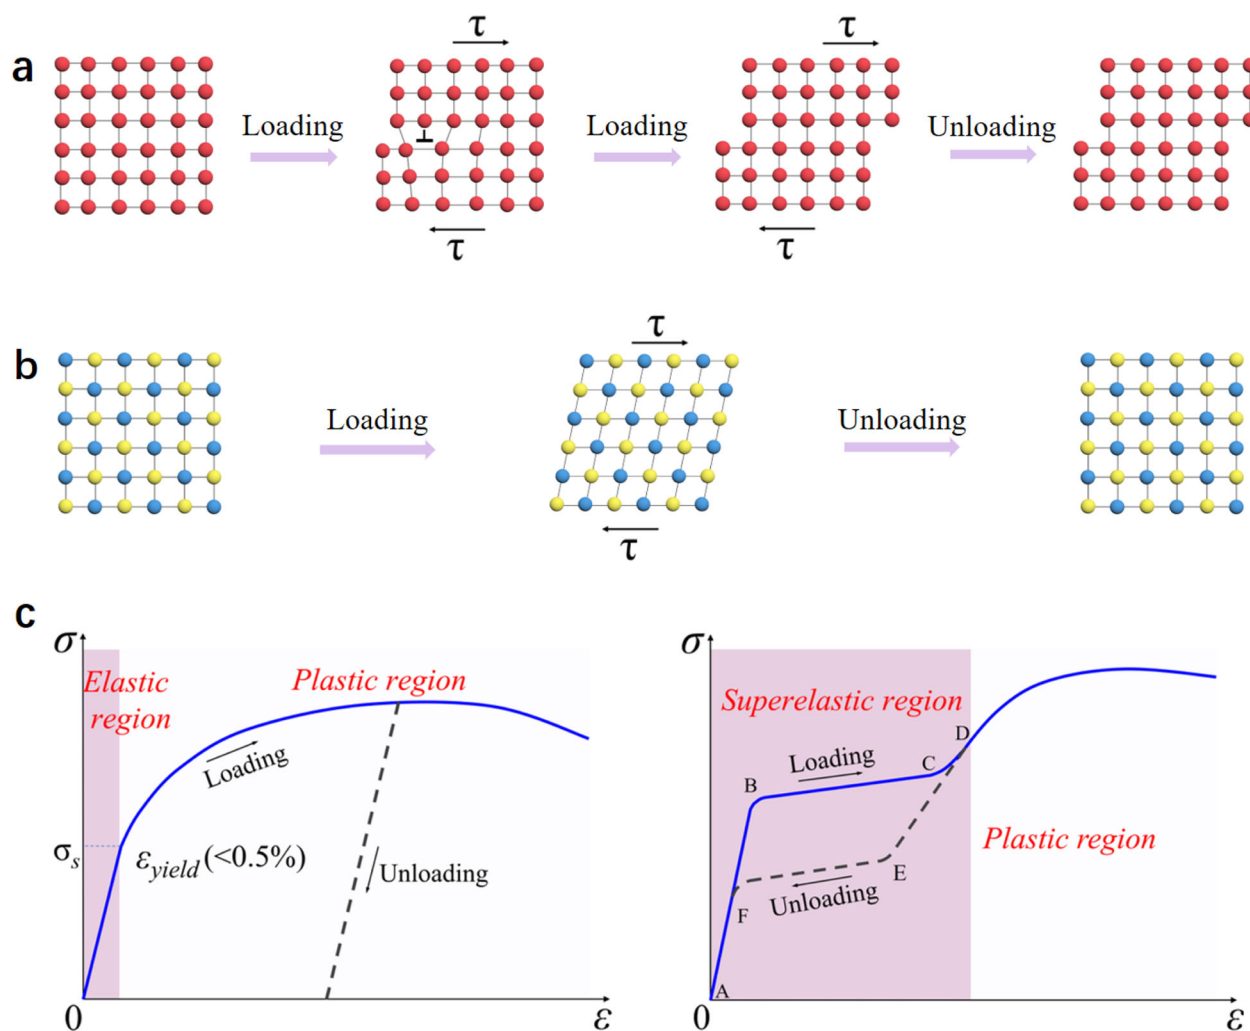 a
τ
τ
Loading
Loading
Unloading
τ
τ
b
τ
Loading
Unloading
τ
c
σ
Elastic
region
Plastic region
Loading
σs
εyield(<0.5%)
Unloading
0
ε
σ
Superelastic region
D
Loading
C
B
Plastic region
E
Unloading
F
A
0
ε